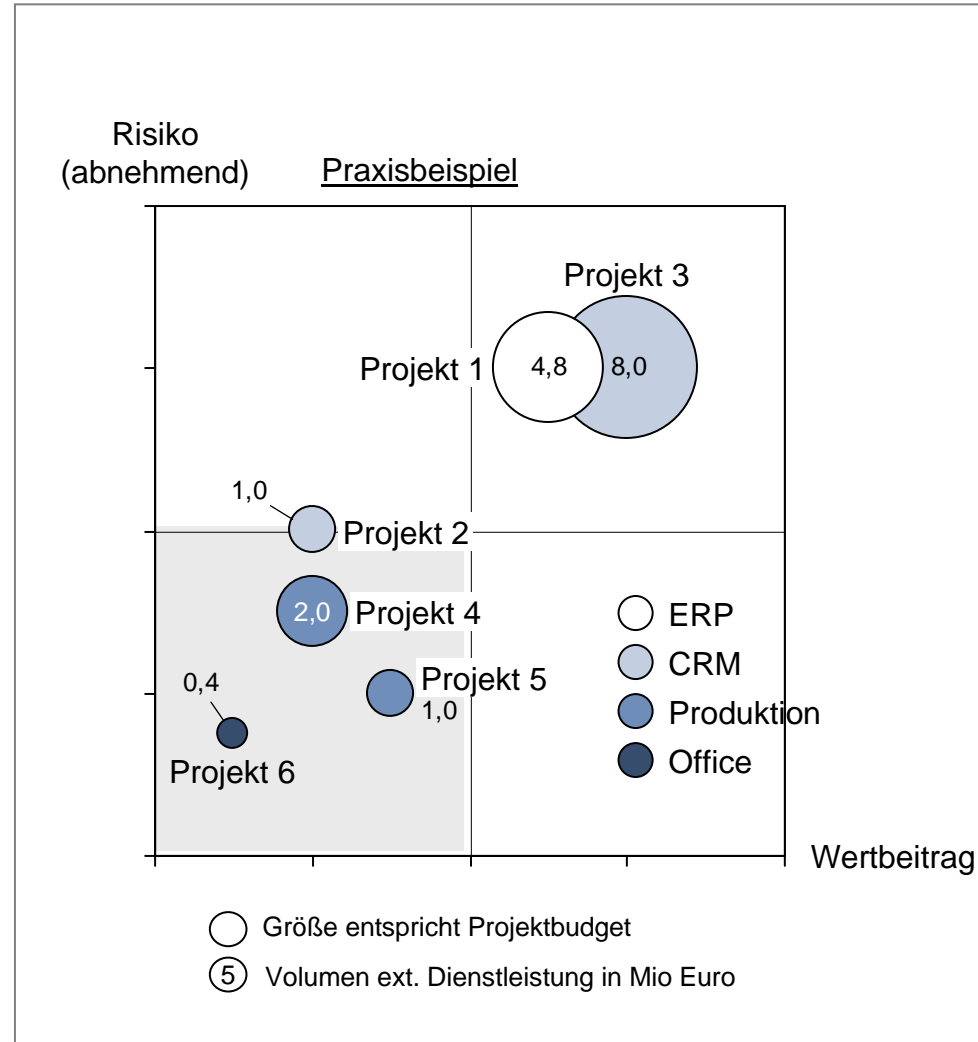 Risiko
(abnehmend)
Praxisbeispiel
Projekt 3
Projekt 1
4,8
8,0
1,0
Projekt 2
2,0
Projekt 4
ERP
CRM
Produktion
Office
0,4
Projekt 5
1,0
Projekt 6
Wertbeitrag
Größe entspricht Projektbudget
5 Volumen ext. Dienstleistung in Mio Euro